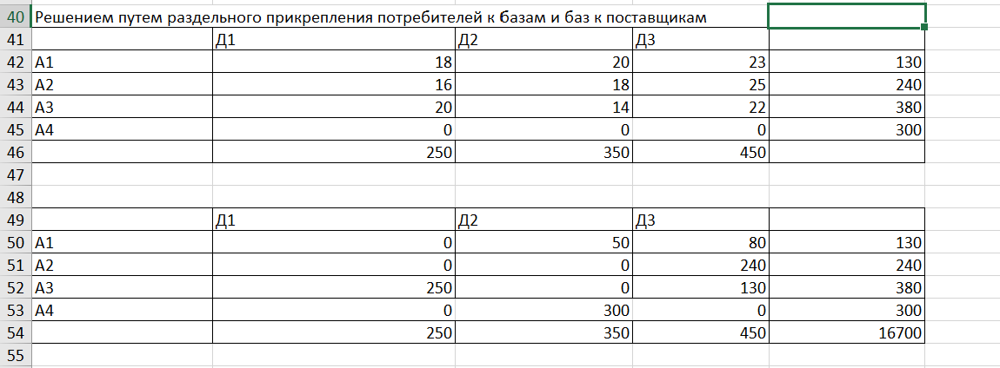 40 Решением путем раздельного прикрепления потребителей к базам и баз к поставщикам
41 Д1 Д2 Д3
42 А1 18 20 23 130
43 А2 16 18 25 240
44 А3 20 14 22 380
45 А4 0 0 0 300
46 250 350 450
47
48
49 Д1 Д2 Д3
50 А1 0 50 80 130
51 А2 0 0 240 240
52 А3 250 0 130 380
53 А4 0 300 0 300
54 250 350 450 16700
55